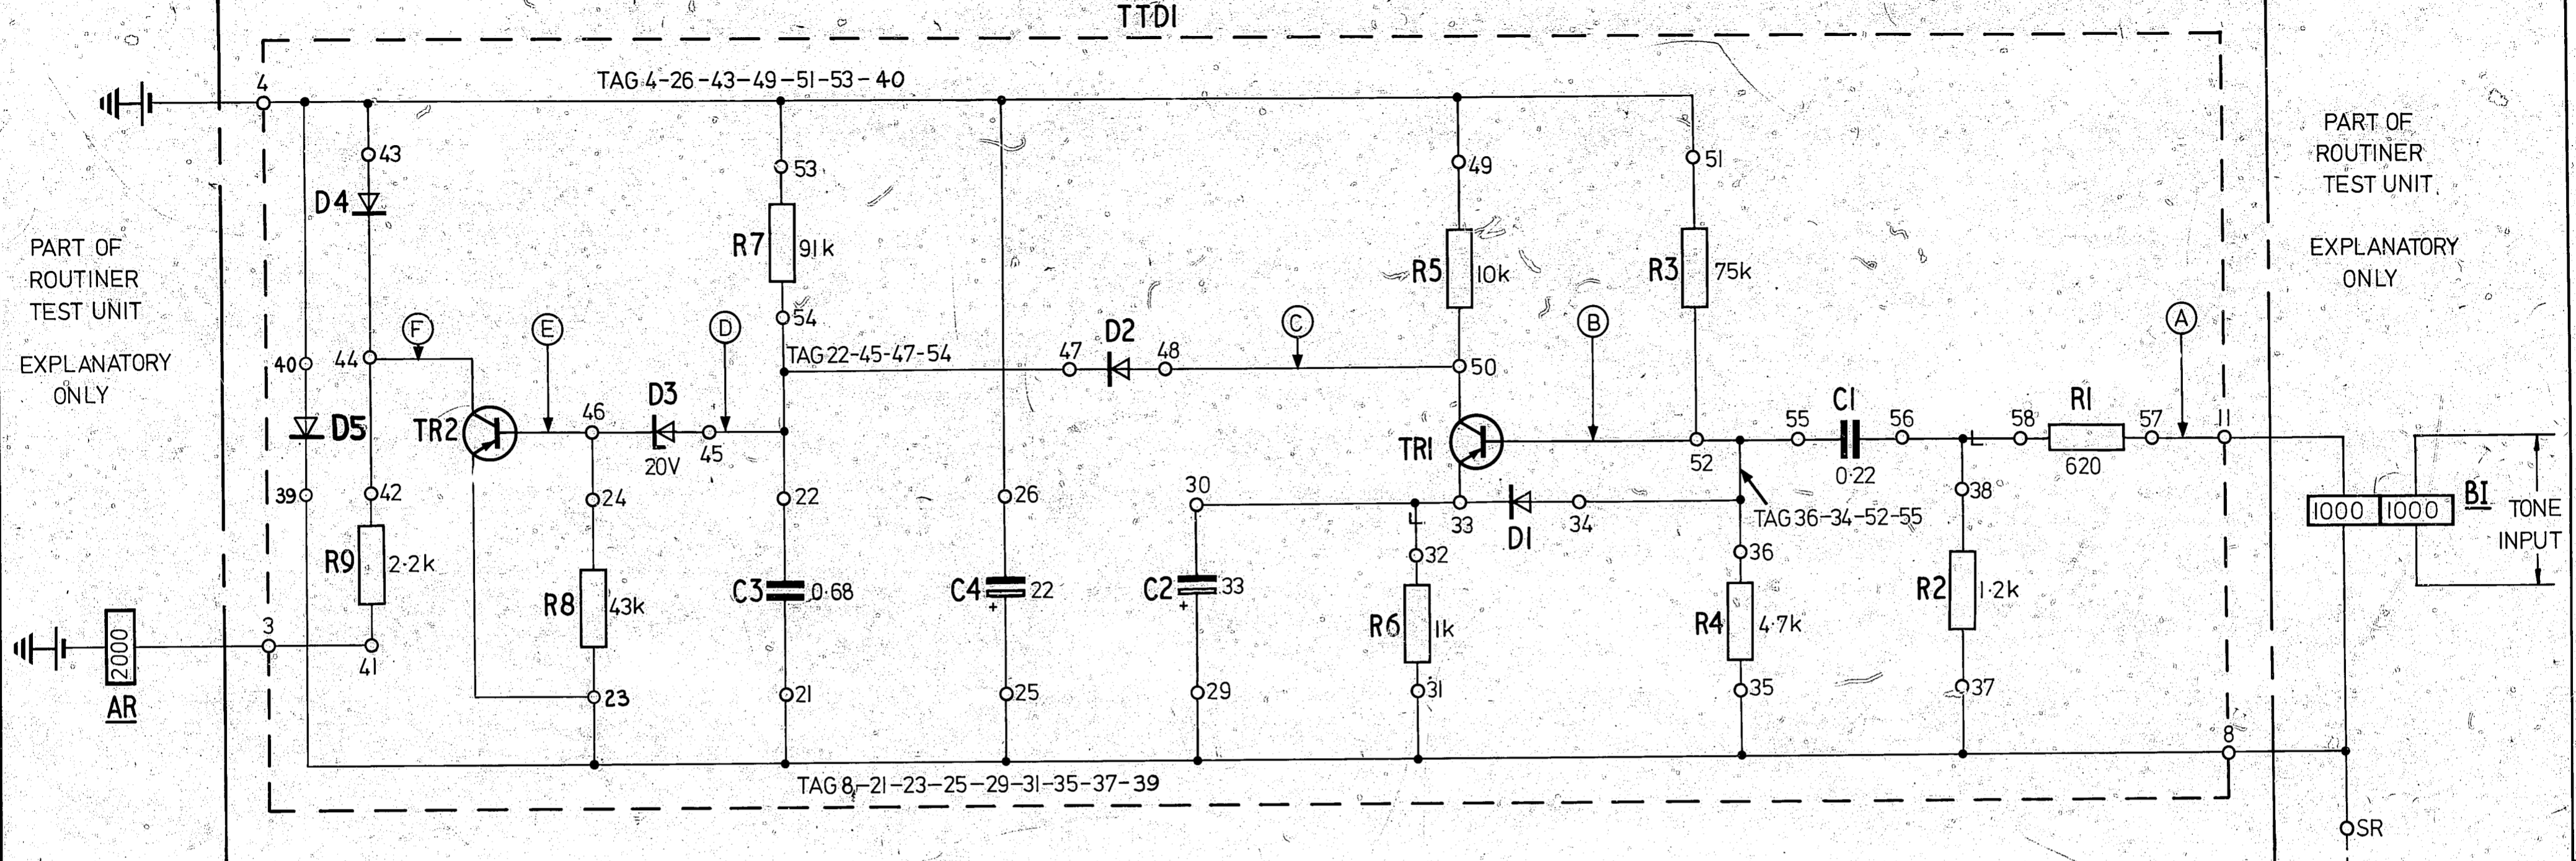 TTD1
TAG 4-26-43-49-51-53-40
4
43
D4
53
R7
91k
54
49
R5
10k
51
R3
75k
PART OF
ROUTINER
TEST UNIT
EXPLANATORY
ONLY
PART OF
ROUTINER
TEST UNIT.
EXPLANATORY
ONLY
F
E
D
C
B
A
40
44
TAG 22-45-47-54
47
D2
48
50
D5
TR2
46
D3
20V
45
TR1
52
55
C1
0·22
56
58
R1
620
57
11
39
42
24
22
26
30
33
D1
34
TAG 36-34-52-55
38
32
36
R9
2·2k
R8
43k
C3
0·68
C4
22
+
C2
33
+
R6
1k
R4
4·7k
R2
1·2k
1000
1000
BI
TONE
INPUT
3
41
2000
AR
23
21
25
29
31
35
37
8
TAG 8-21-23-25-29-31-35-37-39
SR